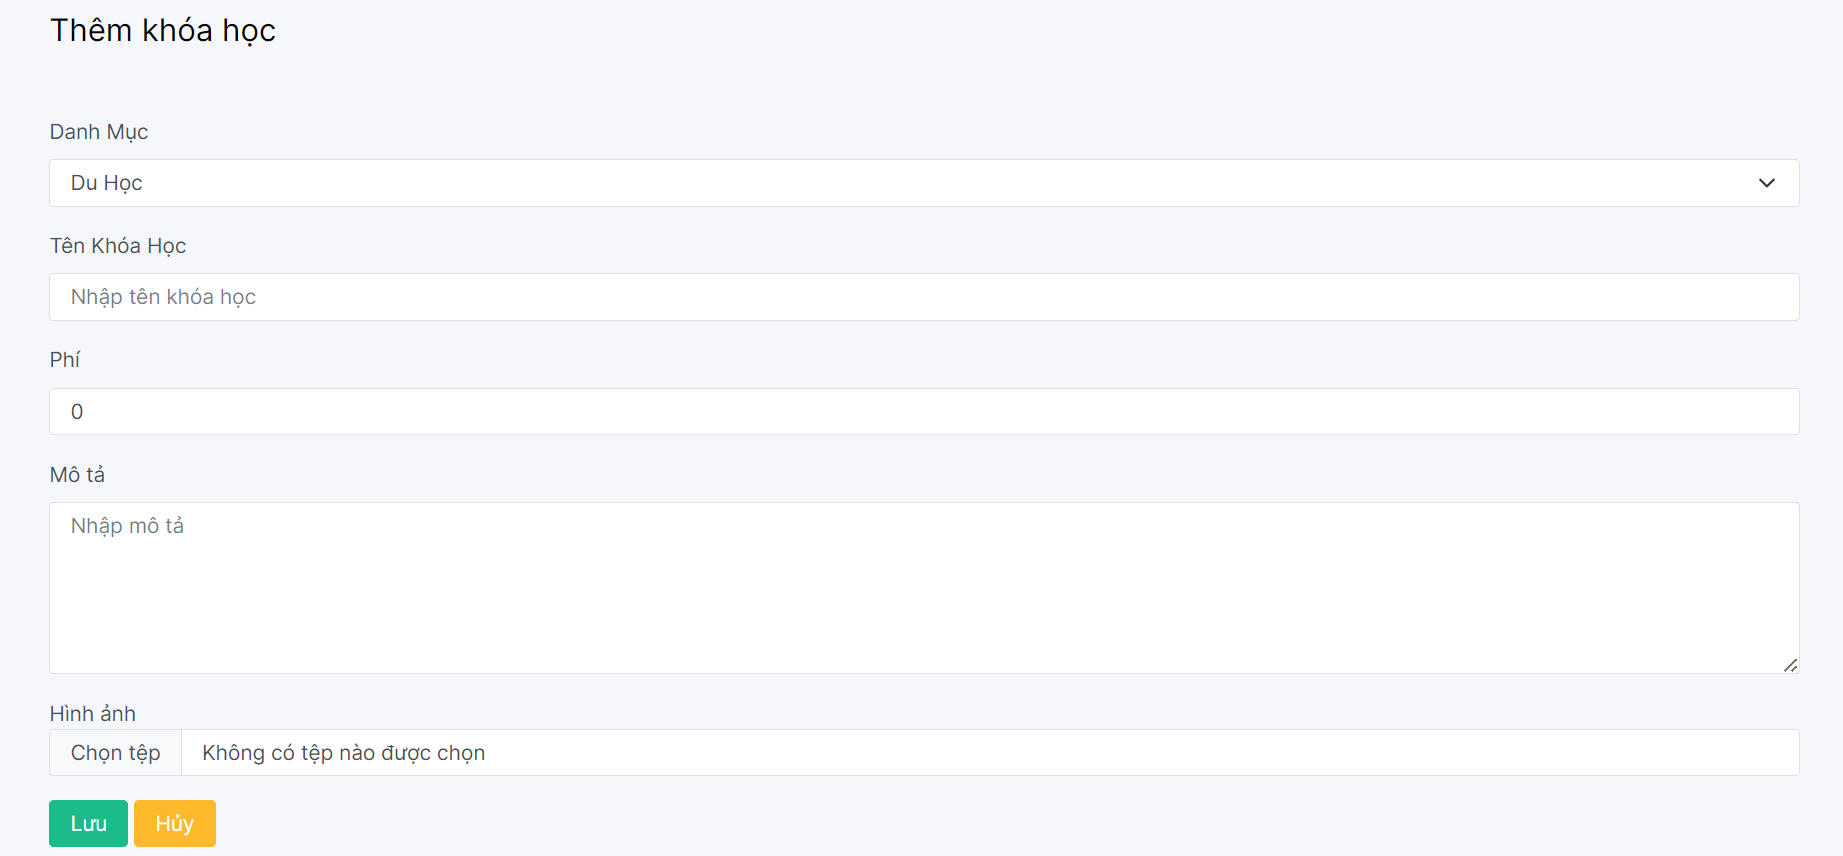 Thêm khóa học
Danh Mục
Du Học
Tên Khóa Học
Nhập tên khóa học
Phí
0
Mô tả
Nhập mô tả
Hình ảnh
Chọn tệp Không có tệp nào được chọn
Lưu Hủy